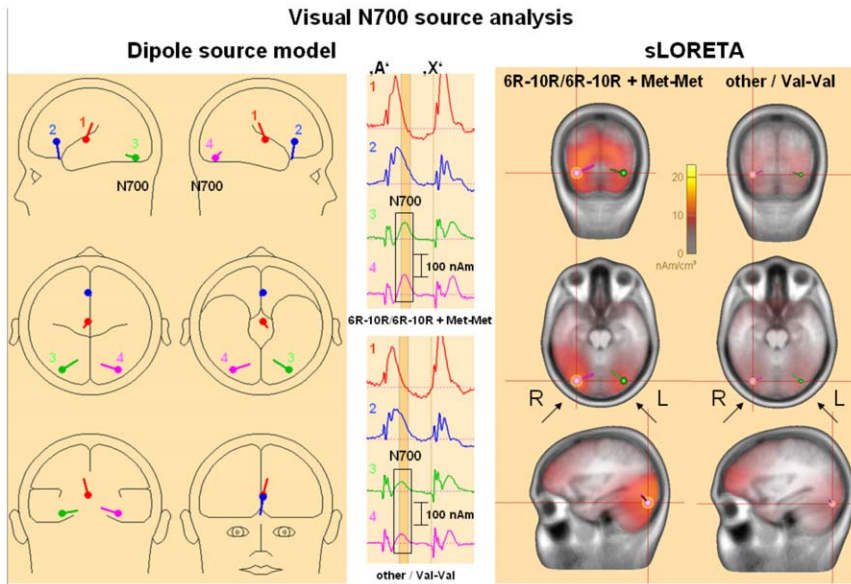 Visual N700 source analysis
Dipole source model
sLORETA
‚A‘ ‚X‘
6R-10R/6R-10R + Met-Met
other / Val-Val
1
2
3
N700
1
2
4
N700
3
4
3
4
1
2
N700
3
100 nAm
4
6R-10R/6R-10R + Met-Met
1
2
N700
3
100 nAm
4
other / Val-Val
20
10
0
nAm/cm³
R
L
R
L